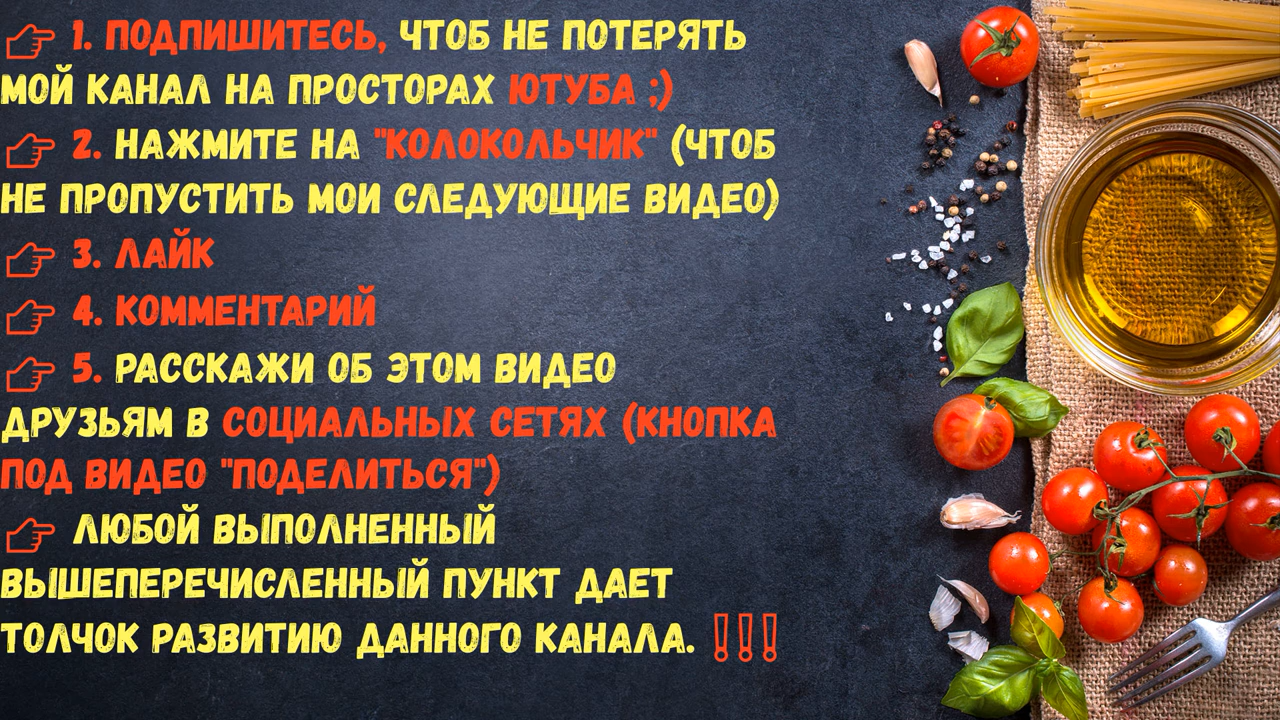 👉 1. ПОДПИШИТЕСЬ, ЧТОБ НЕ ПОТЕРЯТЬ
МОЙ КАНАЛ НА ПРОСТОРАХ ЮТУБА ;)
👉 2. НАЖМИТЕ НА "КОЛОКОЛЬЧИК" (ЧТОБ
НЕ ПРОПУСТИТЬ МОИ СЛЕДУЮЩИЕ ВИДЕО)
👉 3. ЛАЙК
👉 4. КОММЕНТАРИЙ
👉 5. РАССКАЖИ ОБ ЭТОМ ВИДЕО
ДРУЗЬЯМ В СОЦИАЛЬНЫХ СЕТЯХ (КНОПКА
ПОД ВИДЕО "ПОДЕЛИТЬСЯ")
👉 ЛЮБОЙ ВЫПОЛНЕННЫЙ
ВЫШЕПЕРЕЧИСЛЕННЫЙ ПУНКТ ДАЕТ
ТОЛЧОК РАЗВИТИЮ ДАННОГО КАНАЛА. ❗❗❗